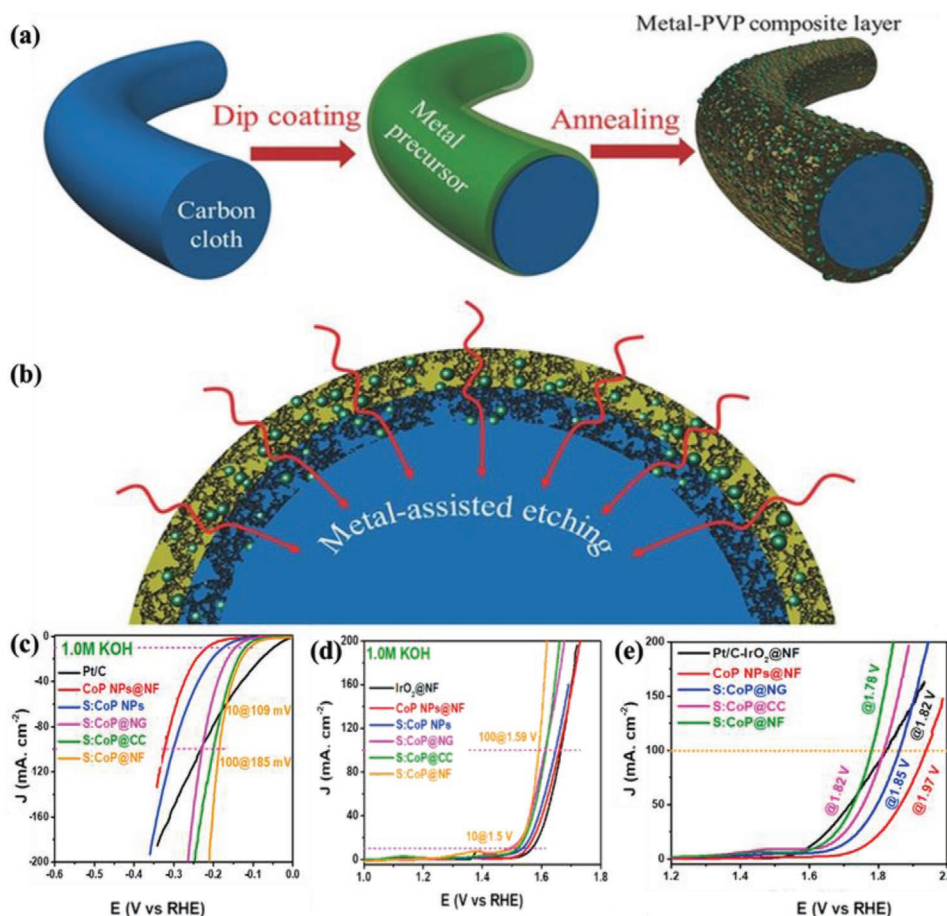 (a)
Metal-PVP composite layer
Dip coating
Annealing
Metal
precursor
Carbon
cloth
(b)
Metal-assisted etching
(c)
1.0M KOH
Pt/C
CoP NPs@NF
S:CoP NPs
S:CoP@NG
S:CoP@CC
S:CoP@NF
10@109 mV
100@185 mV
0
-40
-80
-120
-160
-200
J (mA. cm⁻²)
-0.6 -0.5 -0.4 -0.3 -0.2 -0.1 0.0
E (V vs RHE)
(d)
1.0M KOH
IrO₂@NF
CoP NPs@NF
S:CoP NPs
S:CoP@NG
S:CoP@CC
S:CoP@NF
100@1.59 V
10@1.5 V
200
160
120
80
40
0
J (mA. cm⁻²)
1.0 1.2 1.4 1.6 1.8
E (V vs RHE)
(e)
Pt/C-IrO₂@NF
CoP NPs@NF
S:CoP@NG
S:CoP@CC
S:CoP@NF
@1.78 V
@1.82 V
@1.82 V
@1.85 V
@1.97 V
200
150
100
50
0
J (mA. cm⁻²)
1.2 1.4 1.6 1.8 2.0
E (V vs RHE)